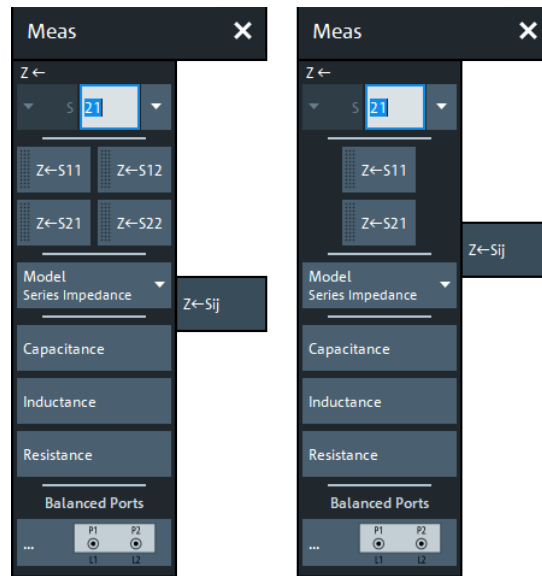 Meas ×
Z←
S 21
Z←S11 Z←S12
Z←S21 Z←S22
Model
Series Impedance
Z←Sij
Capacitance
Inductance
Resistance
Balanced Ports
... P1 P2
L1 L2
Meas ×
Z←
S 21
Z←S11
Z←S21
Z←Sij
Model
Series Impedance
Capacitance
Inductance
Resistance
Balanced Ports
... P1 P2
L1 L2